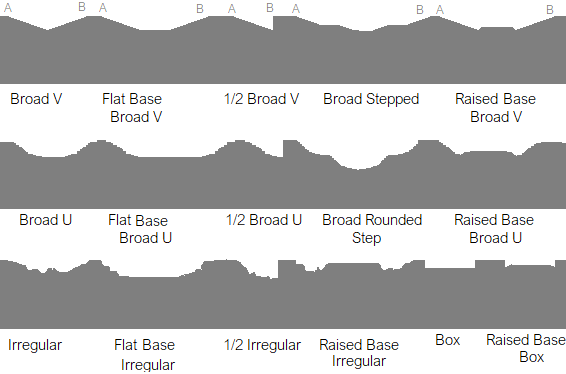 A B A B A B A B A B
Broad V Flat Base 1/2 Broad V Broad Stepped Raised Base
Broad V Broad V
Broad U Flat Base 1/2 Broad U Broad Rounded Raised Base
Broad U Step Broad U
Irregular Flat Base 1/2 Irregular Raised Base Box Raised Base
Irregular Irregular Box